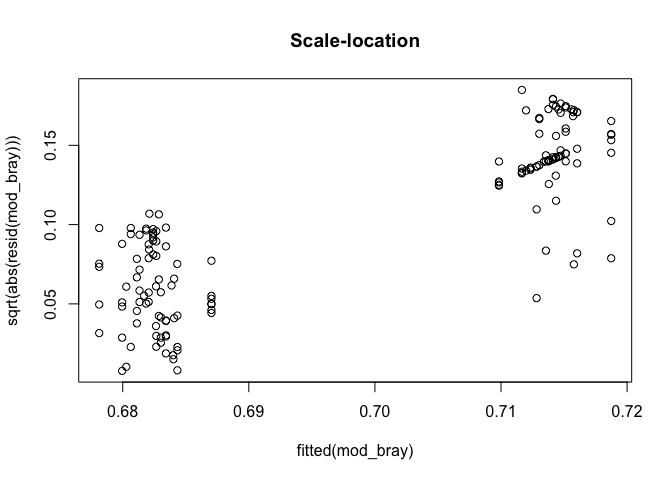 Scale-location
sqrt(abs(resid(mod_bray)))
0.15
0.10
0.05
0.68 0.69 0.70 0.71 0.72
fitted(mod_bray)